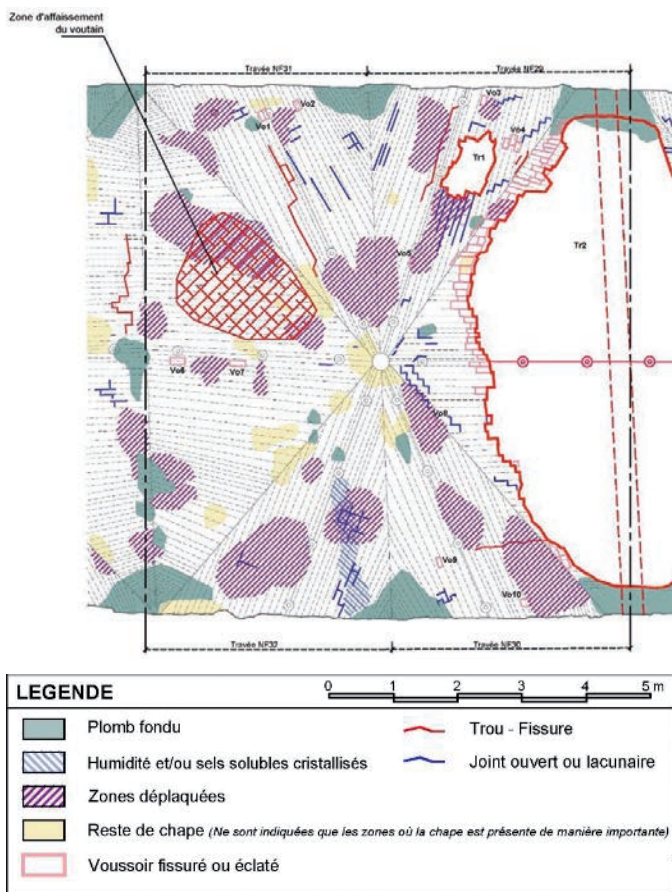 Zone d'affaissement
du voutain
Travée NF31
Travée NF29
Vo3
Vo2
Vo1
Vo4
Tr1
Tr2
Vo5
Vo6
Vo7
Vo8
Vo9
Vo10
Travée NF32
Travée NF30
LEGENDE
0 1 2 3 4 5 m
Plomb fondu
Trou - Fissure
Humidité et/ou sels solubles cristallisés
Joint ouvert ou lacunaire
Zones déplaquées
Reste de chape (Ne sont indiquées que les zones où la chape est présente de manière importante)
Voussoir fissuré ou éclaté